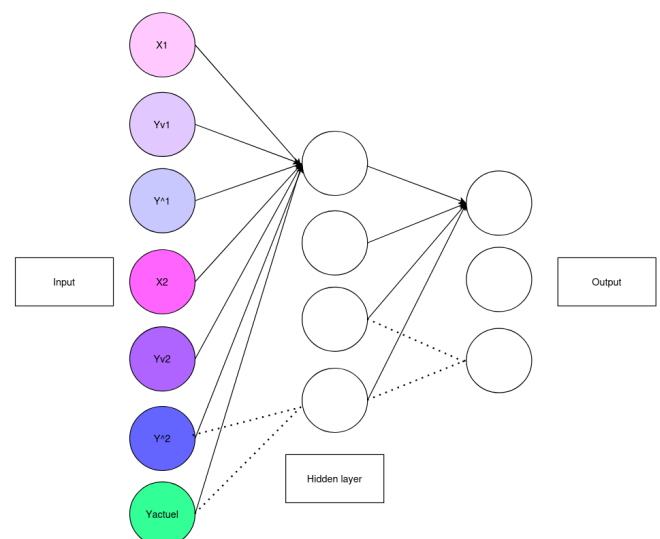 X1
Yv1
Y^1
Input
X2
Output
Yv2
Y^2
Hidden layer
Yactuel